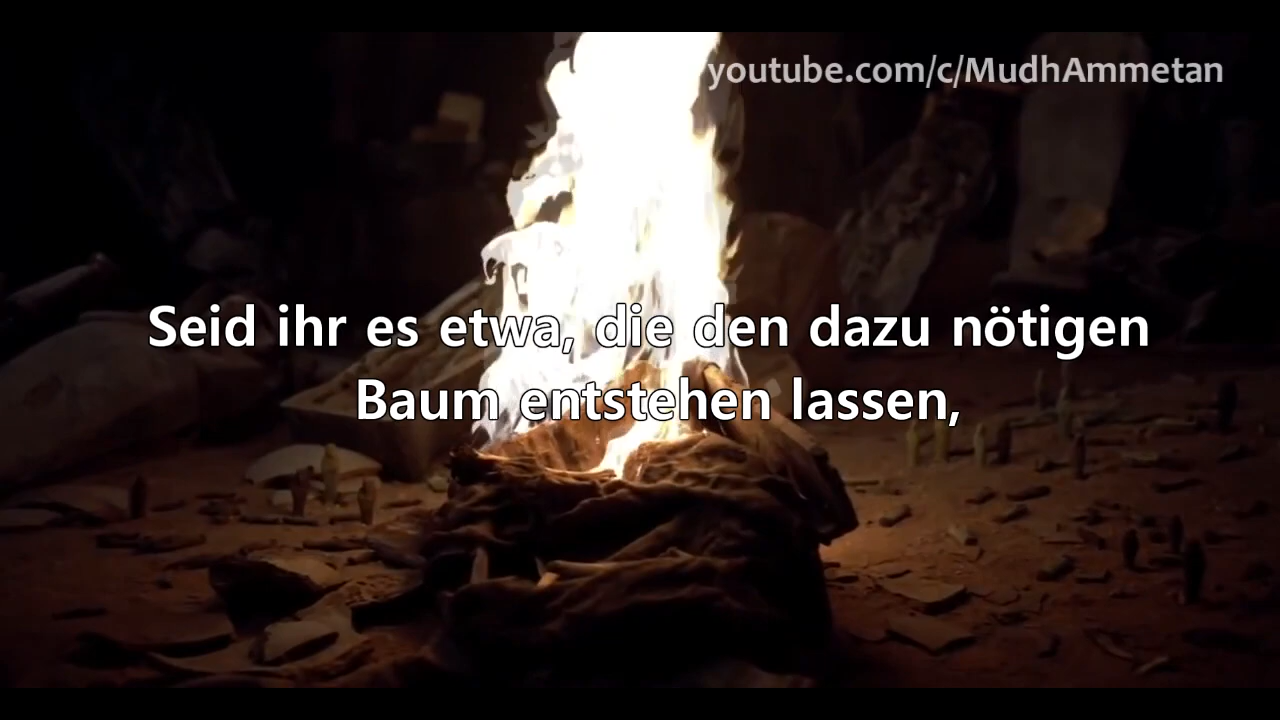 youtube.com/c/MudhAmmetan
Seid ihr es etwa, die den dazu nötigen
Baum entstehen lassen,